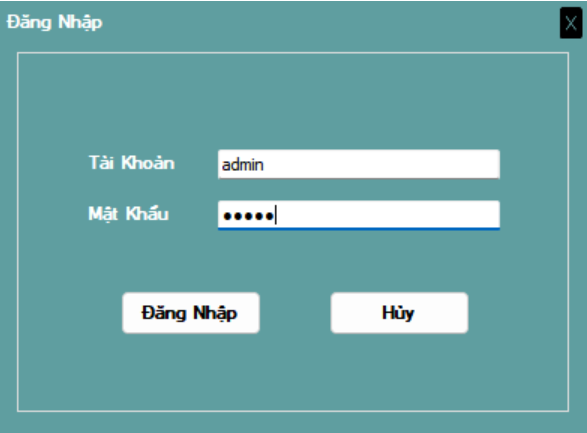 Đăng Nhập X
Tài Khoản admin
Mật Khẩu •••••
Đăng Nhập Hủy